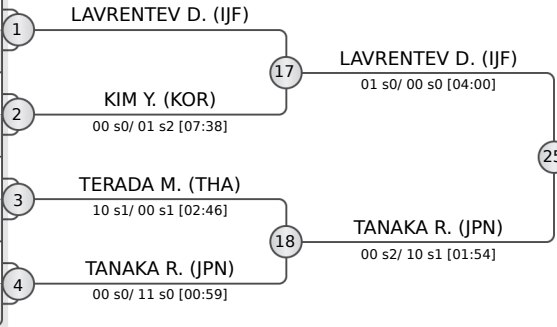 LAVRENTEV D. (IJF)
1
LAVRENTEV D. (IJF)
17
01 s0/ 00 s0 [04:00]
KIM Y. (KOR)
2
00 s0/ 01 s2 [07:38]
25
TERADA M. (THA)
3
10 s1/ 00 s1 [02:46]
TANAKA R. (JPN)
18
00 s2/ 10 s1 [01:54]
TANAKA R. (JPN)
4
00 s0/ 11 s0 [00:59]